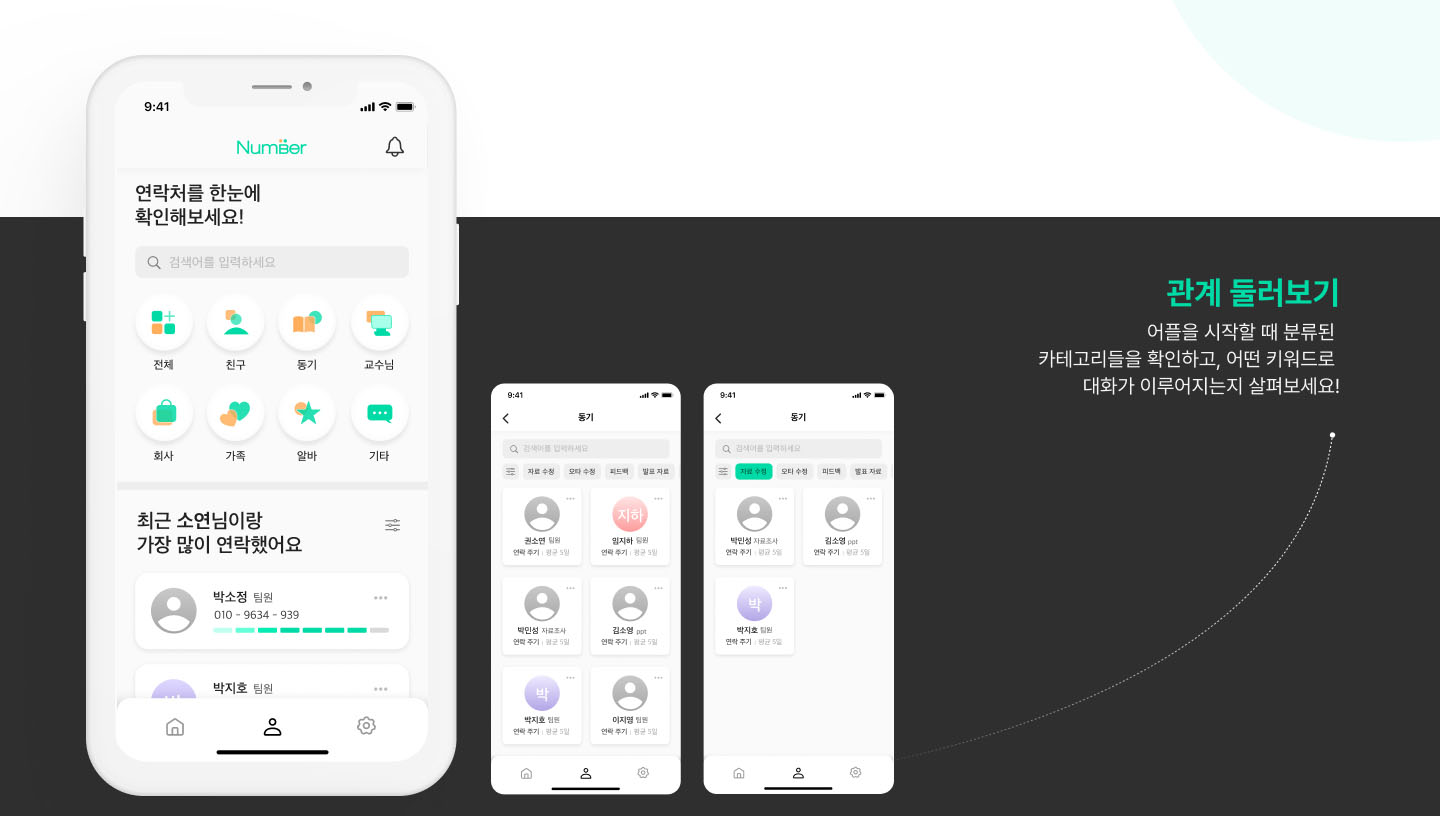 9:41
NumBer
연락처를 한눈에
확인해보세요!
검색어를 입력하세요
전체
친구
동기
교수님
회사
가족
알바
기타
최근 소연님이랑
가장 많이 연락했어요
박소정 팀원
010 - 9634 - 939
박지호 팀원
9:41
동기
검색어를 입력하세요
자료 수정
오타 수정
피드백
발표 자료
권소연 팀원
연락 주기 | 평균 5일
지하
임지하 팀원
연락 주기 | 평균 5일
박민성 자료조사
연락 주기 | 평균 5일
김소영 ppt
연락 주기 | 평균 5일
박
박지호 팀원
연락 주기 | 평균 5일
이지영 팀원
연락 주기 | 평균 5일
9:41
동기
검색어를 입력하세요
자료 수정
오타 수정
피드백
발표 자료
박민성 자료조사
연락 주기 | 평균 5일
김소영 ppt
연락 주기 | 평균 5일
박
박지호 팀원
연락 주기 | 평균 5일
관계 둘러보기
어플을 시작할 때 분류된
카테고리들을 확인하고, 어떤 키워드로
대화가 이루어지는지 살펴보세요!